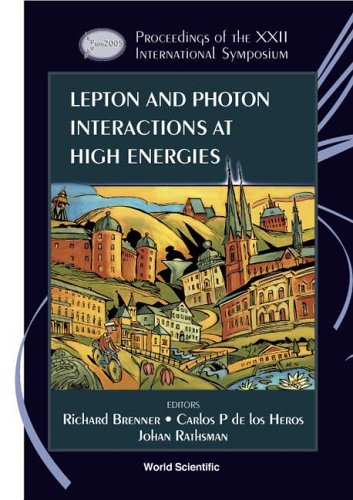 Proceedings of the XXII
International Symposium
LEPTON AND PHOTON
INTERACTIONS AT
HIGH ENERGIES
EDITORS
Richard Brenner • Carlos P de los Heros
Johan Rathsman
World Scientific